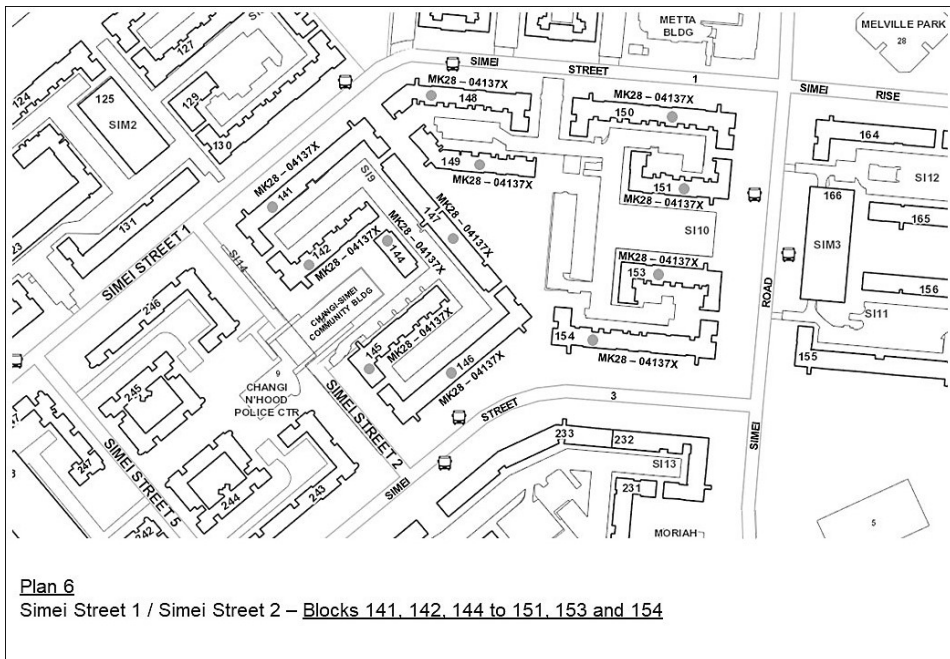 METTA
BLDG
MELVILLE PARK
28
SIMEI
STREET
1
SIMEI
RISE
127
124
125
129
SIM2
130
MK28 – 04137X
148
MK28 – 04137X
150
164
149
MK28 – 04137X
151
MK28 – 04137X
SI12
166
165
MK28 – 04137X
141
SI9
147
MK28 – 04137X
131
142
MK28 – 04137X
144
MK28 – 04137X
SI10
SIM3
SIMEI STREET 1
SI14
CHANGI-SIMEI
COMMUNITY BLDG
MK28 – 04137X
153
156
ROAD
SI11
246
145
MK28 – 04137X
146
MK28 – 04137X
154
MK28 – 04137X
155
9
CHANGI
N'HOOD
POLICE CTR
245
SIMEI STREET 2
STREET
3
SIMEI
SIMEI
233
232
SI13
231
247
SIMEI STREET 5
244
243
242
MORIAH
5
Plan 6
Simei Street 1 / Simei Street 2 – Blocks 141, 142, 144 to 151, 153 and 154